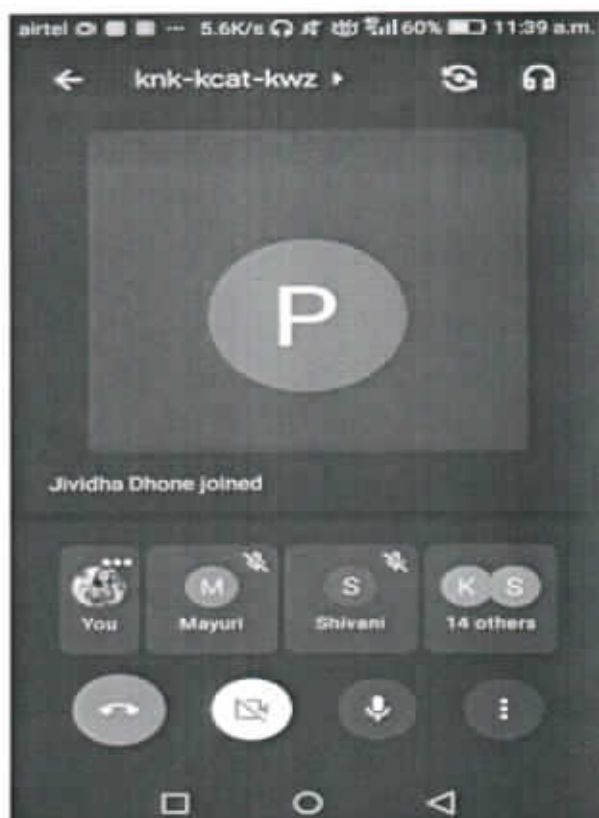 airtel 5.6K/s 60% 11:39 a.m.
knk-kcat-kwz
P
Jividha Dhone joined
M S K S
You Mayuri Shivani 14 others